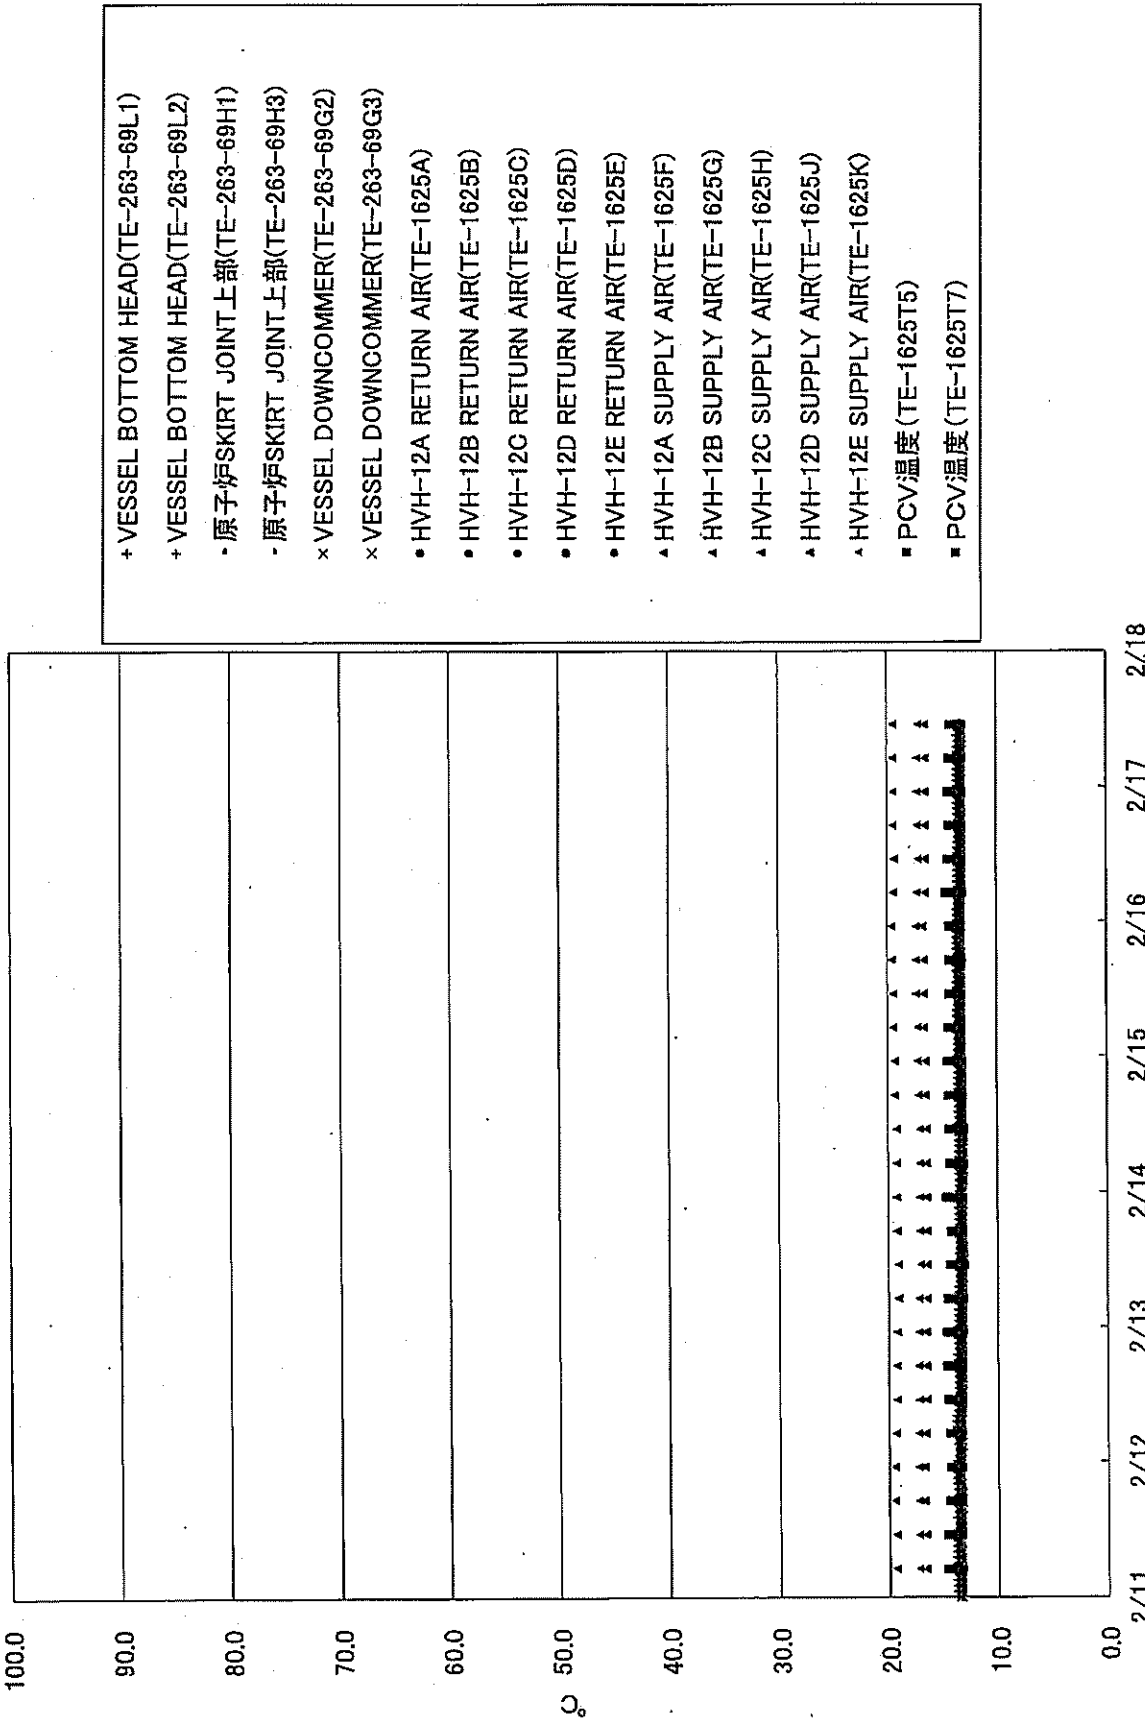 100.0
90.0
80.0
70.0
60.0
50.0
40.0
30.0
20.0
10.0
0.0
℃
2/11
2/12
2/13
2/14
2/15
2/16
2/17
2/18
+ VESSEL BOTTOM HEAD(TE-263-69L1)
+ VESSEL BOTTOM HEAD(TE-263-69L2)
- 原子炉SKIRT JOINT上部(TE-263-69H1)
- 原子炉SKIRT JOINT上部(TE-263-69H3)
× VESSEL DOWNCOMMER(TE-263-69G2)
× VESSEL DOWNCOMMER(TE-263-69G3)
● HVH-12A RETURN AIR(TE-1625A)
● HVH-12B RETURN AIR(TE-1625B)
● HVH-12C RETURN AIR(TE-1625C)
● HVH-12D RETURN AIR(TE-1625D)
● HVH-12E RETURN AIR(TE-1625E)
▲ HVH-12A SUPPLY AIR(TE-1625F)
▲ HVH-12B SUPPLY AIR(TE-1625G)
▲ HVH-12C SUPPLY AIR(TE-1625H)
▲ HVH-12D SUPPLY AIR(TE-1625J)
▲ HVH-12E SUPPLY AIR(TE-1625K)
■ PCV温度(TE-1625T5)
■ PCV温度(TE-1625T7)